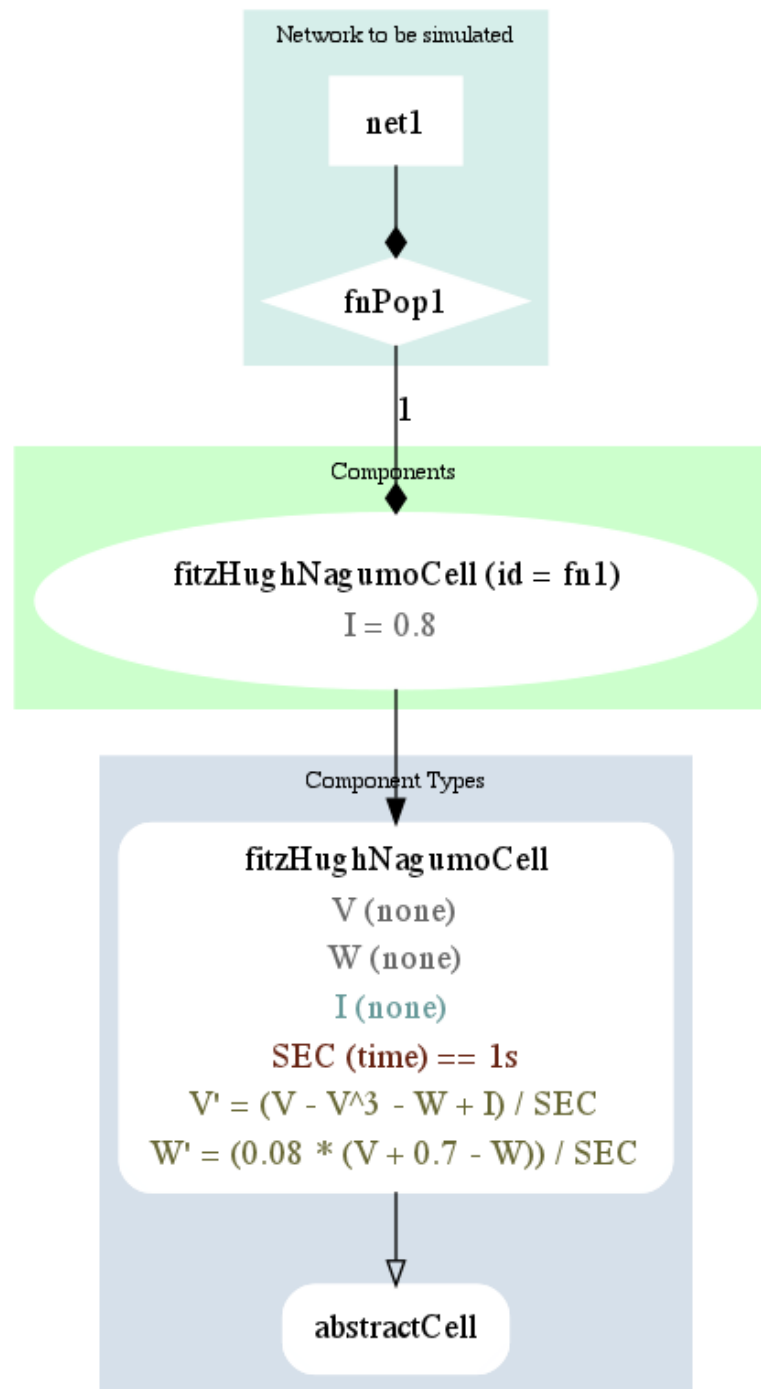 Network to be simulated
net1
fnPop1
1
Components
fitzHughNagumoCell (id = fn1)
I = 0.8
Component Types
fitzHughNagumoCell
V (none)
W (none)
I (none)
SEC (time) == 1s
V' = (V - V^3 - W + I) / SEC
W' = (0.08 * (V + 0.7 - W)) / SEC
abstractCell